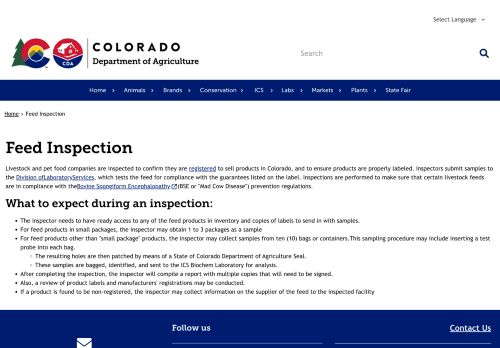 Select Language
COLORADO
Department of Agriculture
CDA
Search
Home Animals Brands Conservation ICS Labs Markets Plants State Fair
Home › Feed Inspection
Feed Inspection
Livestock and pet food companies are inspected to confirm they are registered to sell products in Colorado, and to ensure products are properly labeled. Inspectors submit samples to
the Division ofLaboratoryServices, which tests the feed for compliance with the guarantees listed on the label. Inspections are performed to make sure that certain livestock feeds
are in compliance with theBovine Spongiform Encephalopathy (BSE or "Mad Cow Disease") prevention regulations.
What to expect during an inspection:
• The inspector needs to have ready access to any of the feed products in inventory and copies of labels to send in with samples.
• For feed products in small packages, the inspector may obtain 1 to 3 packages as a sample
• For feed products other than "small package" products, the inspector may collect samples from ten (10) bags or containers.This sampling procedure may include inserting a test
probe into each bag.
◦ The resulting holes are then patched by means of a State of Colorado Department of Agriculture Seal.
◦ These samples are bagged, identified, and sent to the ICS Biochem Laboratory for analysis.
• After completing the inspection, the inspector will compile a report with multiple copies that will need to be signed.
• Also, a review of product labels and manufacturers' registrations may be conducted.
• If a product is found to be non-registered, the inspector may collect information on the supplier of the feed to the inspected facility
Follow us
Contact Us